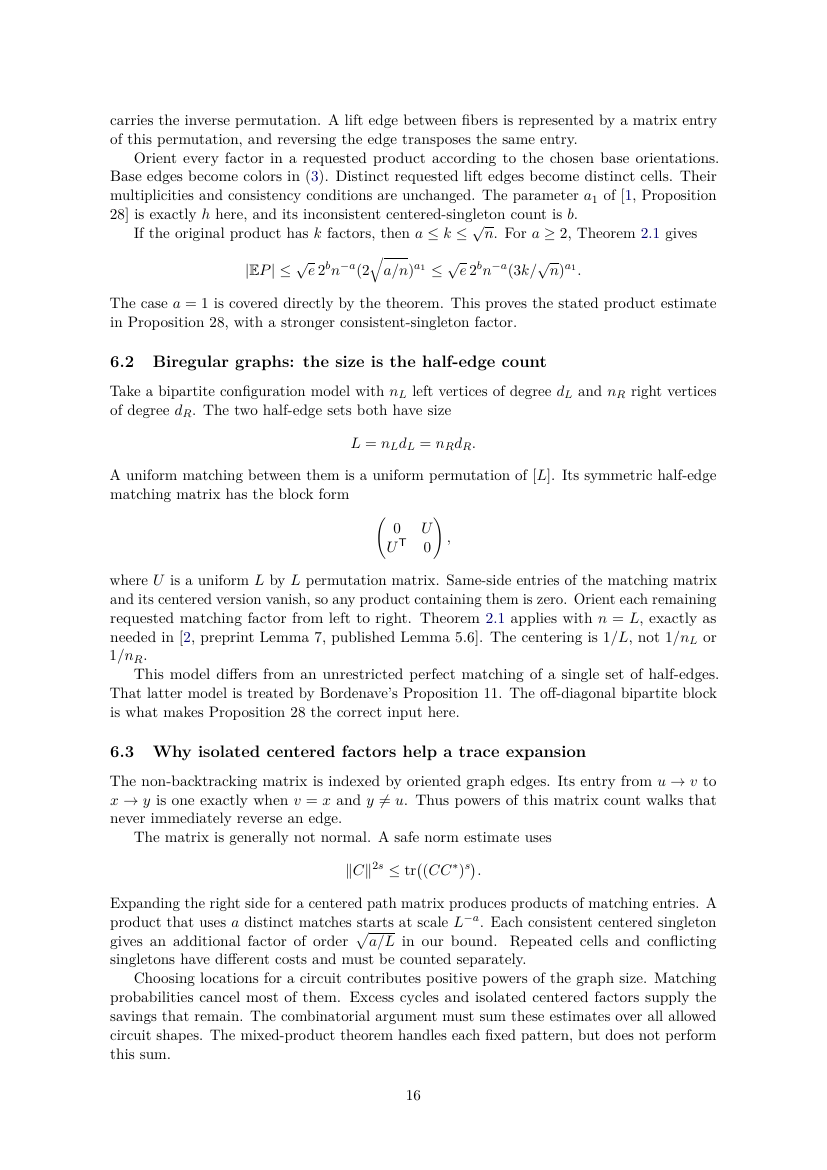 carries the inverse permutation. A lift edge between fibers is represented by a matrix entry
of this permutation, and reversing the edge transposes the same entry.
Orient every factor in a requested product according to the chosen base orientations.
Base edges become colors in (3). Distinct requested lift edges become distinct cells. Their
multiplicities and consistency conditions are unchanged. The parameter a₁ of [1, Proposition
28] is exactly h here, and its inconsistent centered-singleton count is b.
If the original product has k factors, then a ≤ k ≤ √n. For a ≥ 2, Theorem 2.1 gives
|𝔼P| ≤ √e 2ᵇn⁻ᵃ(2√(a/n))^{a₁} ≤ √e 2ᵇn⁻ᵃ(3k/√n)^{a₁}.
The case a = 1 is covered directly by the theorem. This proves the stated product estimate
in Proposition 28, with a stronger consistent-singleton factor.
6.2 Biregular graphs: the size is the half-edge count
Take a bipartite configuration model with n_L left vertices of degree d_L and n_R right vertices
of degree d_R. The two half-edge sets both have size
L = n_L d_L = n_R d_R.
A uniform matching between them is a uniform permutation of [L]. Its symmetric half-edge
matching matrix has the block form
( 0 U
U^T 0 ),
where U is a uniform L by L permutation matrix. Same-side entries of the matching matrix
and its centered version vanish, so any product containing them is zero. Orient each remaining
requested matching factor from left to right. Theorem 2.1 applies with n = L, exactly as
needed in [2, preprint Lemma 7, published Lemma 5.6]. The centering is 1/L, not 1/n_L or
1/n_R.
This model differs from an unrestricted perfect matching of a single set of half-edges.
That latter model is treated by Bordenave's Proposition 11. The off-diagonal bipartite block
is what makes Proposition 28 the correct input here.
6.3 Why isolated centered factors help a trace expansion
The non-backtracking matrix is indexed by oriented graph edges. Its entry from u → v to
x → y is one exactly when v = x and y ≠ u. Thus powers of this matrix count walks that
never immediately reverse an edge.
The matrix is generally not normal. A safe norm estimate uses
‖C‖^{2s} ≤ tr((CC*)^s).
Expanding the right side for a centered path matrix produces products of matching entries. A
product that uses a distinct matches starts at scale L⁻ᵃ. Each consistent centered singleton
gives an additional factor of order √(a/L) in our bound. Repeated cells and conflicting
singletons have different costs and must be counted separately.
Choosing locations for a circuit contributes positive powers of the graph size. Matching
probabilities cancel most of them. Excess cycles and isolated centered factors supply the
savings that remain. The combinatorial argument must sum these estimates over all allowed
circuit shapes. The mixed-product theorem handles each fixed pattern, but does not perform
this sum.
16